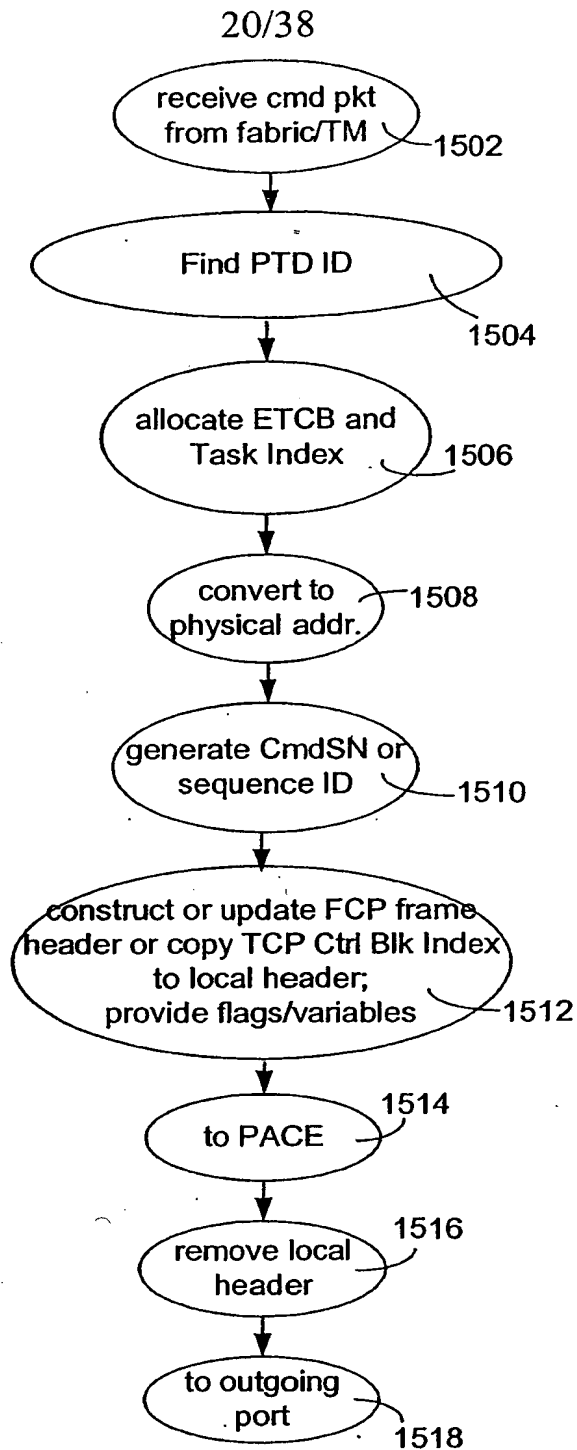 20/38
receive cmd pkt
from fabric/TM
1502
Find PTD ID
1504
allocate ETCB and
Task Index
1506
convert to
physical addr.
1508
generate CmdSN or
sequence ID
1510
construct or update FCP frame
header or copy TCP Ctrl Blk Index
to local header;
provide flags/variables
1512
to PACE
1514
remove local
header
1516
to outgoing
port
1518